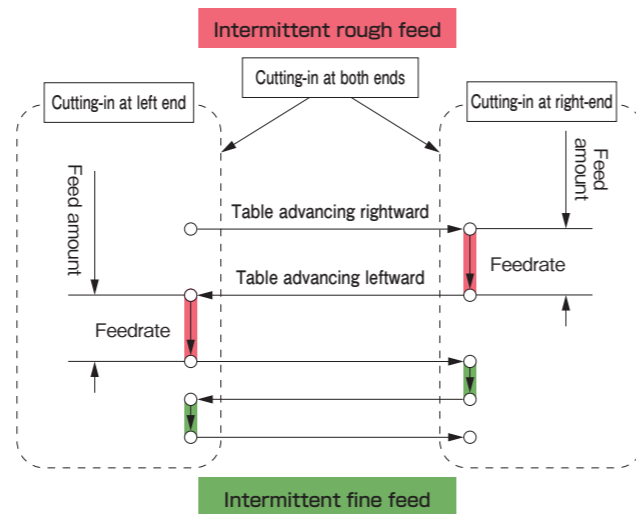 Intermittent rough feed
Cutting-in at both ends
Cutting-in at left end
Cutting-in at right-end
Feed amount
Feed
amount
Table advancing rightward
Table advancing leftward
Feedrate
Feedrate
Intermittent fine feed